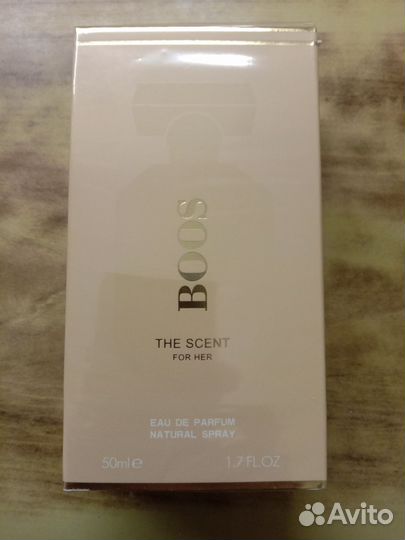 BOOS
THE SCENT
FOR HER
EAU DE PARFUM
NATURAL SPRAY
50ml e 1.7 FL.OZ
Avito